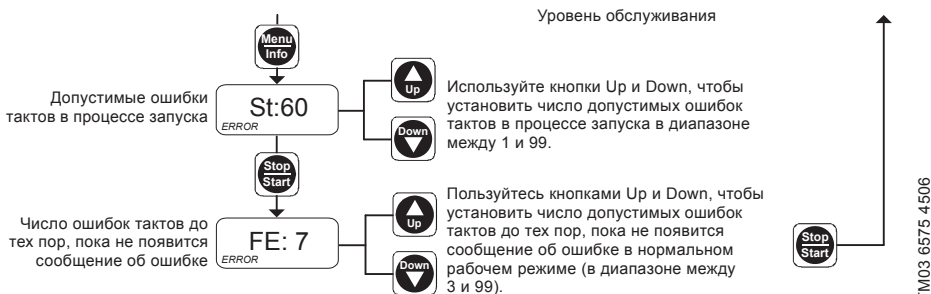 Уровень обслуживания
Menu
Info
Допустимые ошибки
тактов в процессе запуска
St:60
ERROR
Up
Down
Используйте кнопки Up и Down, чтобы
установить число допустимых ошибок
тактов в процессе запуска в диапазоне
между 1 и 99.
Stop
Start
Число ошибок тактов до
тех пор, пока не появится
сообщение об ошибке
FE: 7
ERROR
Up
Down
Пользуйтесь кнопками Up и Down, чтобы
установить число допустимых ошибок
тактов до тех пор, пока не появится
сообщение об ошибке в нормальном
рабочем режиме (в диапазоне между
3 и 99).
Stop
Start
TM03 6575 4506